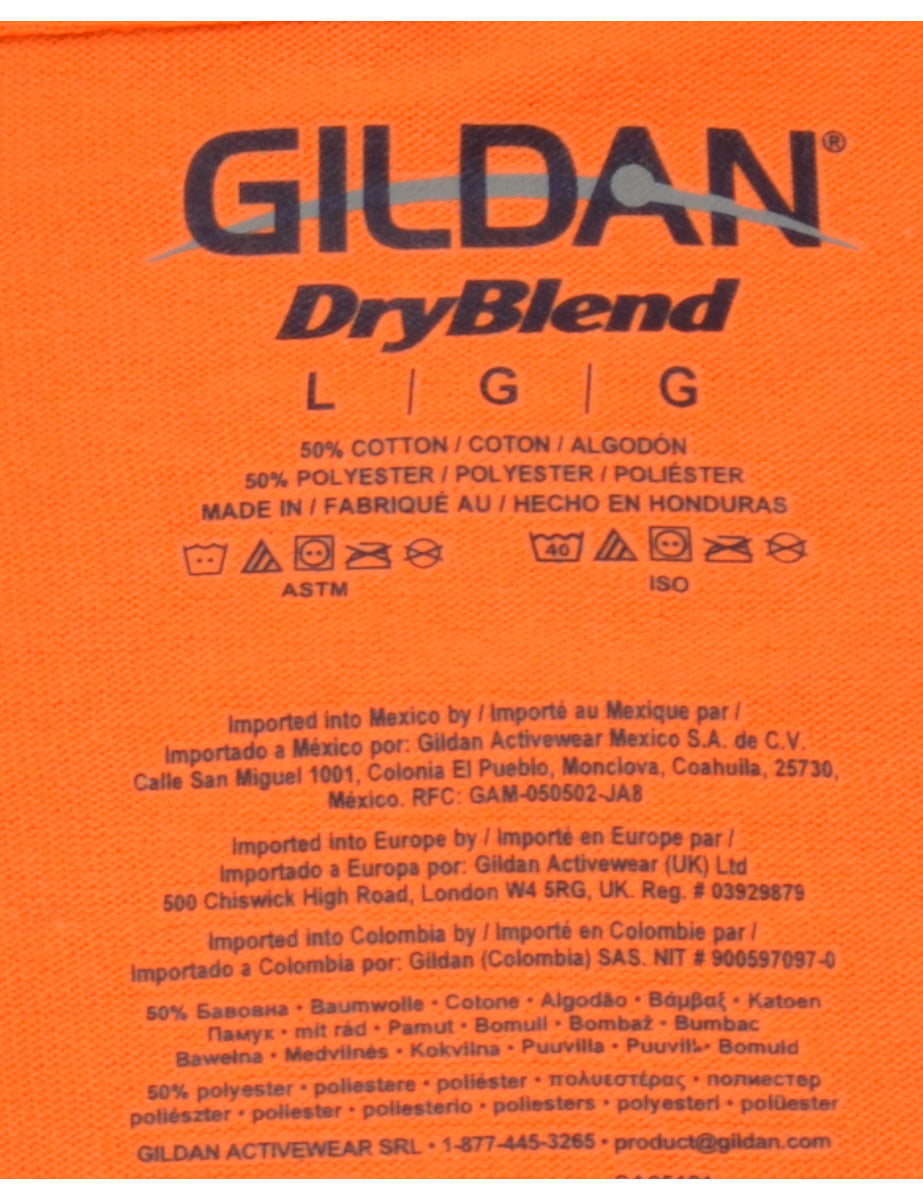 GILDAN®
DryBlend
L | G | G
50% COTTON / COTON / ALGODÓN
50% POLYESTER / POLYESTER / POLIÉSTER
MADE IN / FABRIQUÉ AU / HECHO EN HONDURAS
40
ASTM ISO
Imported into Mexico by / Importé au Mexique par /
Importado a México por: Gildan Activewear Mexico S.A. de C.V.
Calle San Miguel 1001, Colonia El Pueblo, Monclova, Coahuila, 25730,
México. RFC: GAM-050502-JA8
Imported into Europe by / Importé en Europe par /
Importado a Europa por: Gildan Activewear (UK) Ltd
500 Chiswick High Road, London W4 5RG, UK. Reg. # 03929879
Imported into Colombia by / Importé en Colombie par /
Importado a Colombia por: Gildan (Colombia) SAS. NIT # 900597097-0
50% Бавовна • Baumwolle • Cotone • Algodão • Βάμβαξ • Katoen
Памук • mit rád • Pamut • Bomull • Bombaž • Bumbac
Bawełna • Medvilnės • Kokvilna • Puuvilla • Puuvill • Bomuld
50% polyester • poliestere • poliéster • πολυεστέρας • полиестер
poliészter • poliester • poliesterio • poliesters • polyesteri • polüester
GILDAN ACTIVEWEAR SRL • 1-877-445-3265 • product@gildan.com